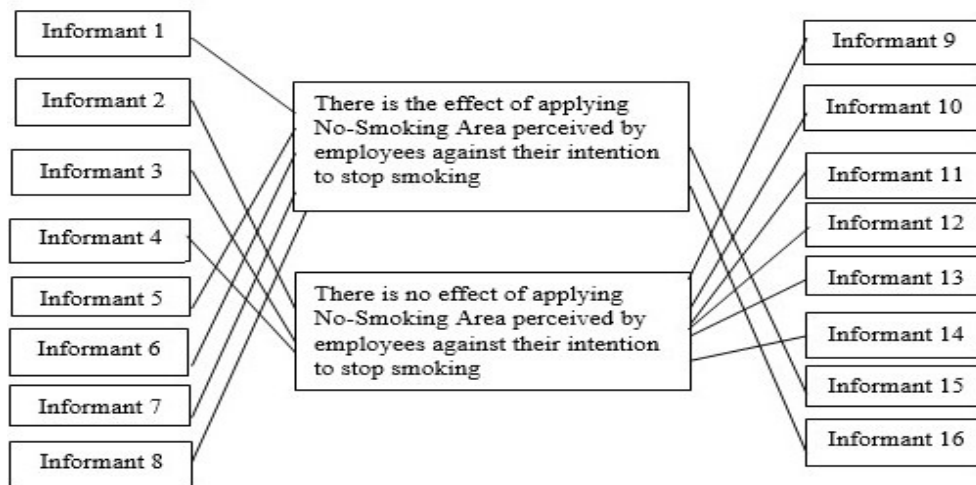 Informant 1
Informant 2
Informant 3
Informant 4
Informant 5
Informant 6
Informant 7
Informant 8
There is the effect of applying
No-Smoking Area perceived by
employees against their intention
to stop smoking
There is no effect of applying
No-Smoking Area perceived by
employees against their intention
to stop smoking
Informant 9
Informant 10
Informant 11
Informant 12
Informant 13
Informant 14
Informant 15
Informant 16